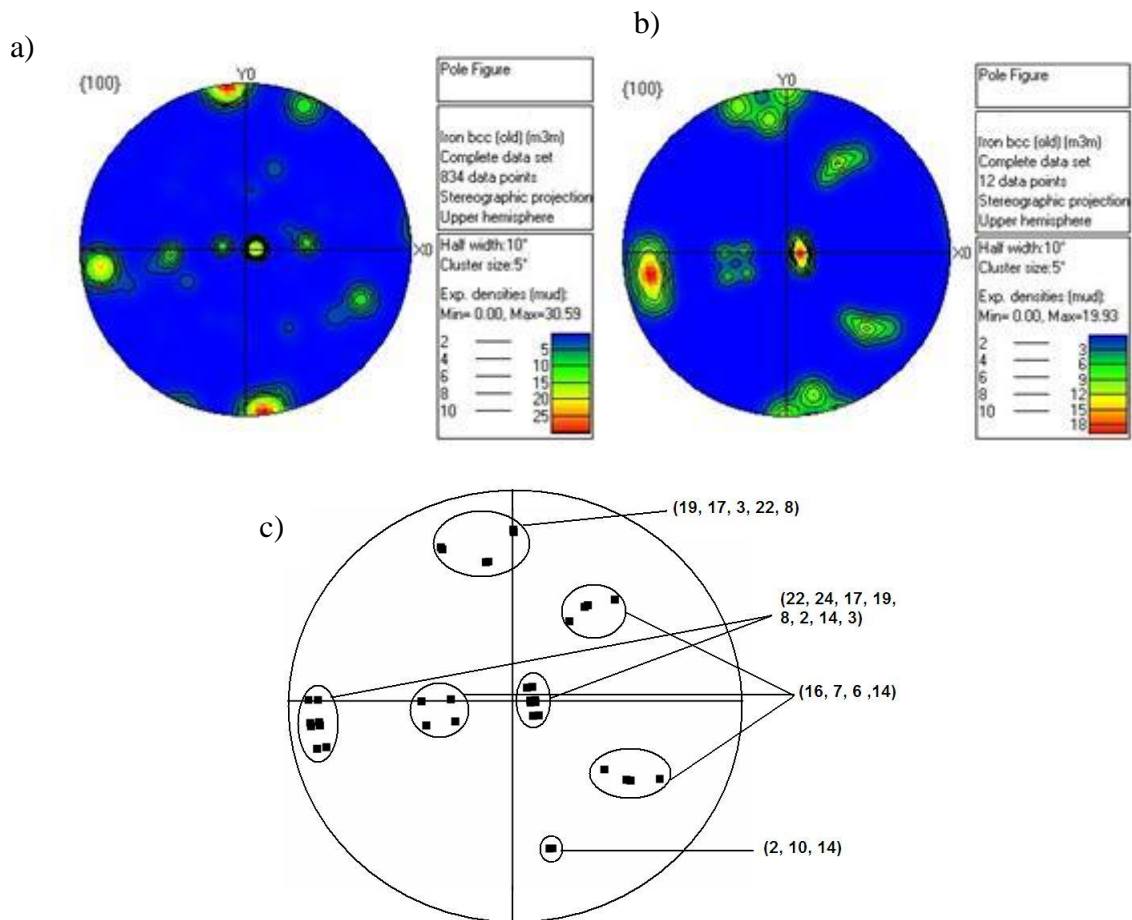 a)
{100}
Y0
X0
Pole Figure
Iron bcc (old) (m3m)
Complete data set
834 data points
Stereographic projection
Upper hemisphere
Half width:10°
Cluster size:5°
Exp. densities (mud):
Min= 0.00, Max=30.59
2
4
6
8
10
5
10
15
20
25
b)
{100}
Y0
X0
Pole Figure
Iron bcc (old) (m3m)
Complete data set
12 data points
Stereographic projection
Upper hemisphere
Half width:10°
Cluster size:5°
Exp. densities (mud):
Min= 0.00, Max=19.93
2
4
6
8
10
3
6
9
12
15
18
c)
(19, 17, 3, 22, 8)
(22, 24, 17, 19,
8, 2, 14, 3)
(16, 7, 6 ,14)
(2, 10, 14)